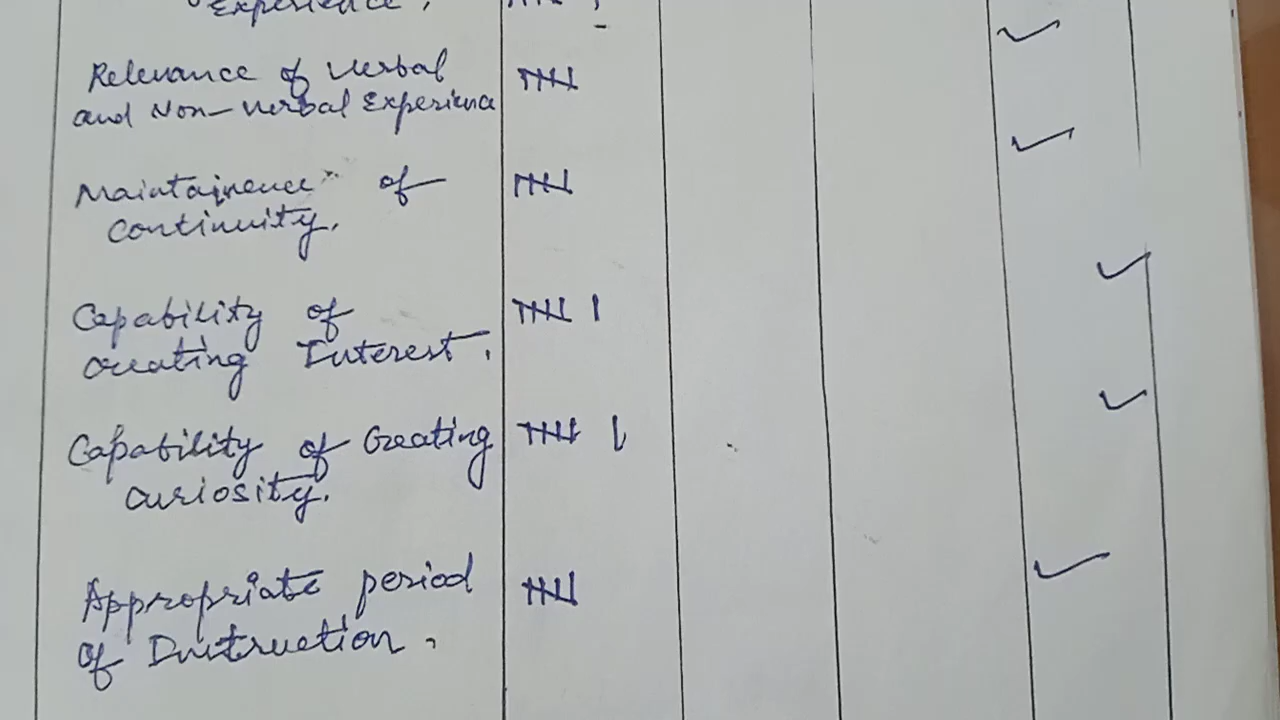 Experience.
Relevance of verbal
and Non-verbal Experience
Maintainence of
continuity.
Capability of
creating Interest.
Capability of Creating
curiosity.
Appropriate period
of Instruction.